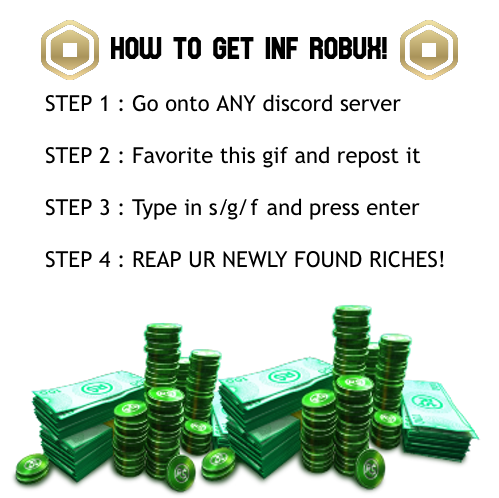 HOW TO GET INF ROBUX!
STEP 1 : Go onto ANY discord server
STEP 2 : Favorite this gif and repost it
STEP 3 : Type in s/g/f and press enter
STEP 4 : REAP UR NEWLY FOUND RICHES!